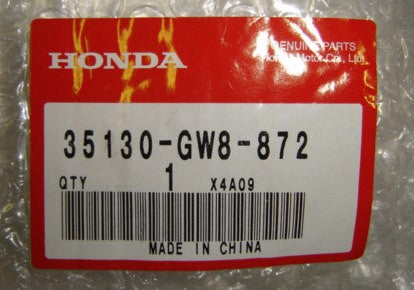 HONDA
GENUINE PARTS
Honda Motor Co., Ltd.
35130-GW8-872
QTY 1 X4A09
MADE IN CHINA